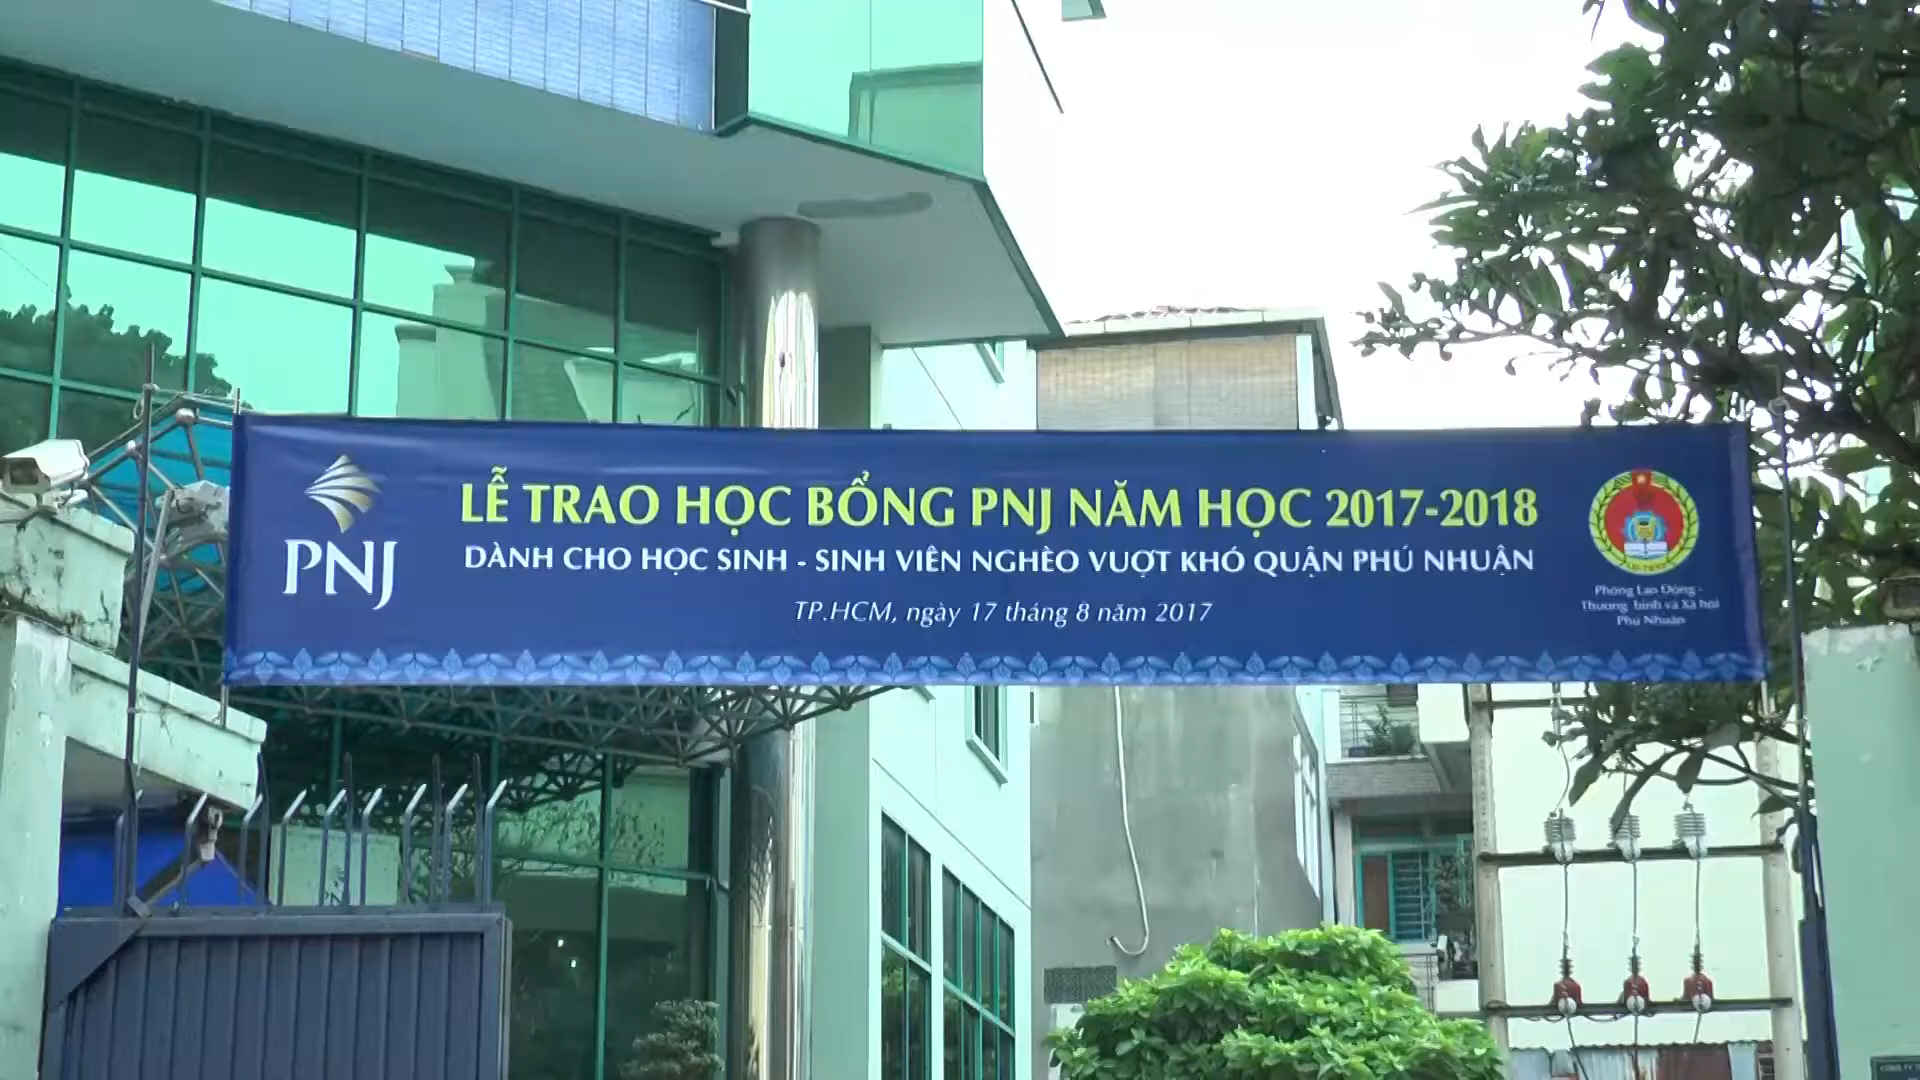 PNJ
LỄ TRAO HỌC BỔNG PNJ NĂM HỌC 2017-2018
DÀNH CHO HỌC SINH - SINH VIÊN NGHÈO VƯỢT KHÓ QUẬN PHÚ NHUẬN
TP.HCM, ngày 17 tháng 8 năm 2017
Phòng Lao Động -
Thương binh và Xã hội
Phú Nhuận